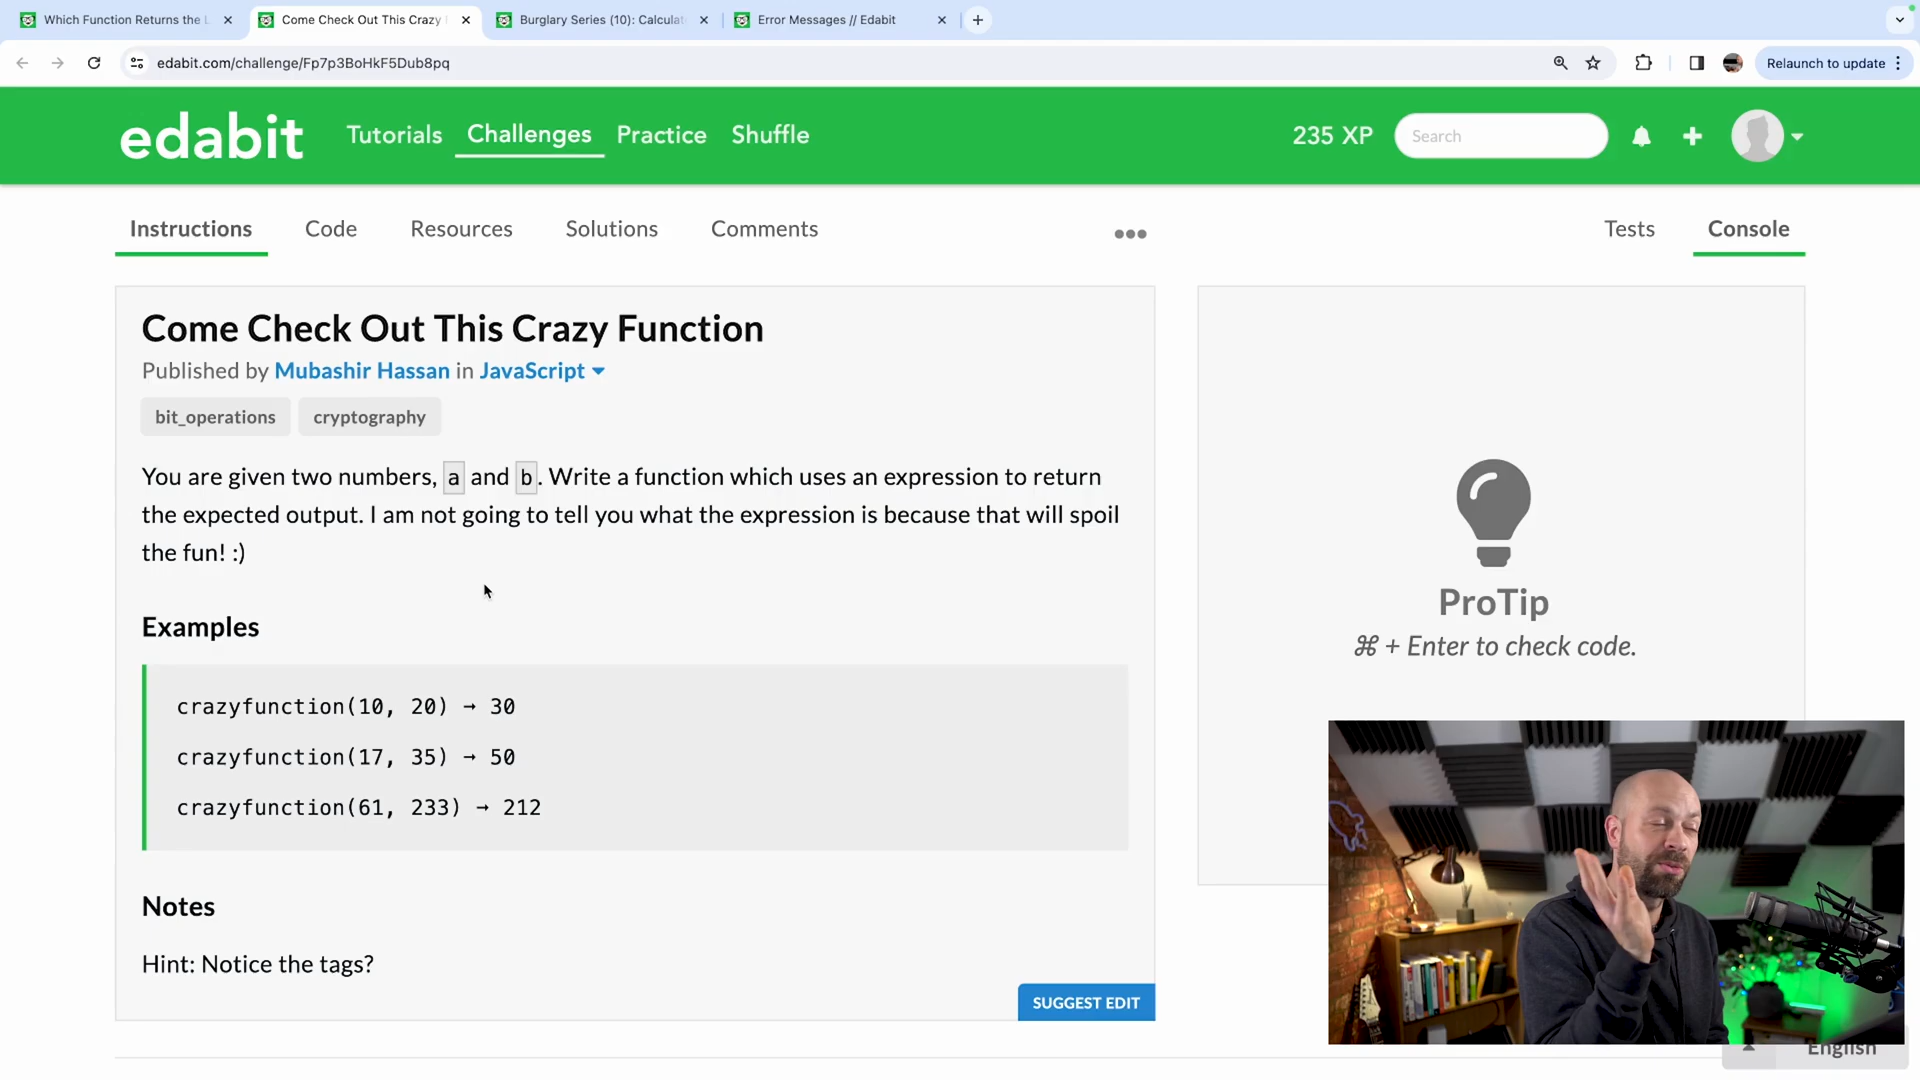 Which Function Returns the L
Come Check Out This Crazy
Burglary Series (10): Calculat
Error Messages // Edabit
edabit.com/challenge/Fp7p3BoHkF5Dub8pq
Relaunch to update
edabit
Tutorials
Challenges
Practice
Shuffle
235 XP
Search
Instructions
Code
Resources
Solutions
Comments
Tests
Console
Come Check Out This Crazy Function
Published by Mubashir Hassan in JavaScript
bit_operations
cryptography
You are given two numbers, a and b. Write a function which uses an expression to return
the expected output. I am not going to tell you what the expression is because that will spoil
the fun! :)
Examples
crazyfunction(10, 20) → 30
crazyfunction(17, 35) → 50
crazyfunction(61, 233) → 212
Notes
Hint: Notice the tags?
SUGGEST EDIT
ProTip
⌘ + Enter to check code.
English